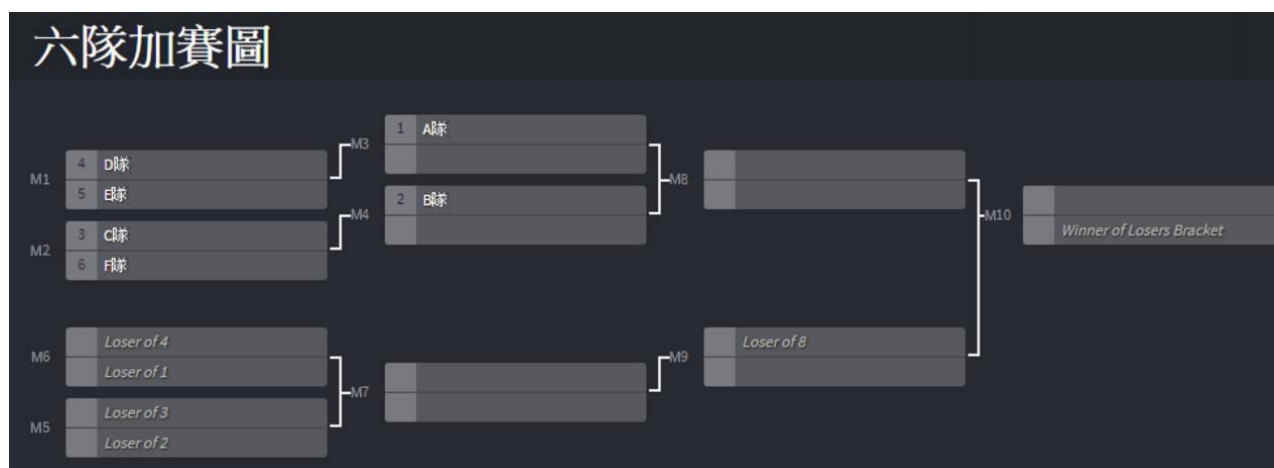 六隊加賽圖
M1
4 D隊
5 E隊
M2
3 C隊
6 F隊
M3
1 A隊
M4
2 B隊
M8
M10
Winner of Losers Bracket
M6
Loser of 4
Loser of 1
M5
Loser of 3
Loser of 2
M7
M9
Loser of 8